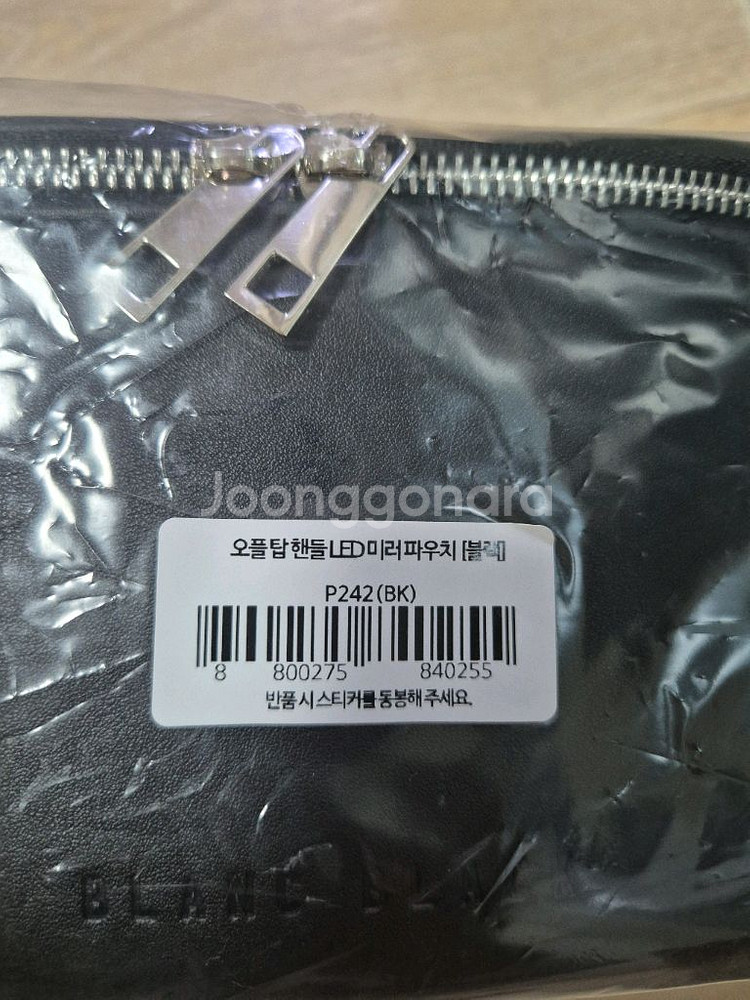 Joonggonara
오플 탑 핸들 LED 미러 파우치 [블랙]
P242(BK)
8 800275 840255
반품 시 스티커를 동봉해 주세요.
BLANC